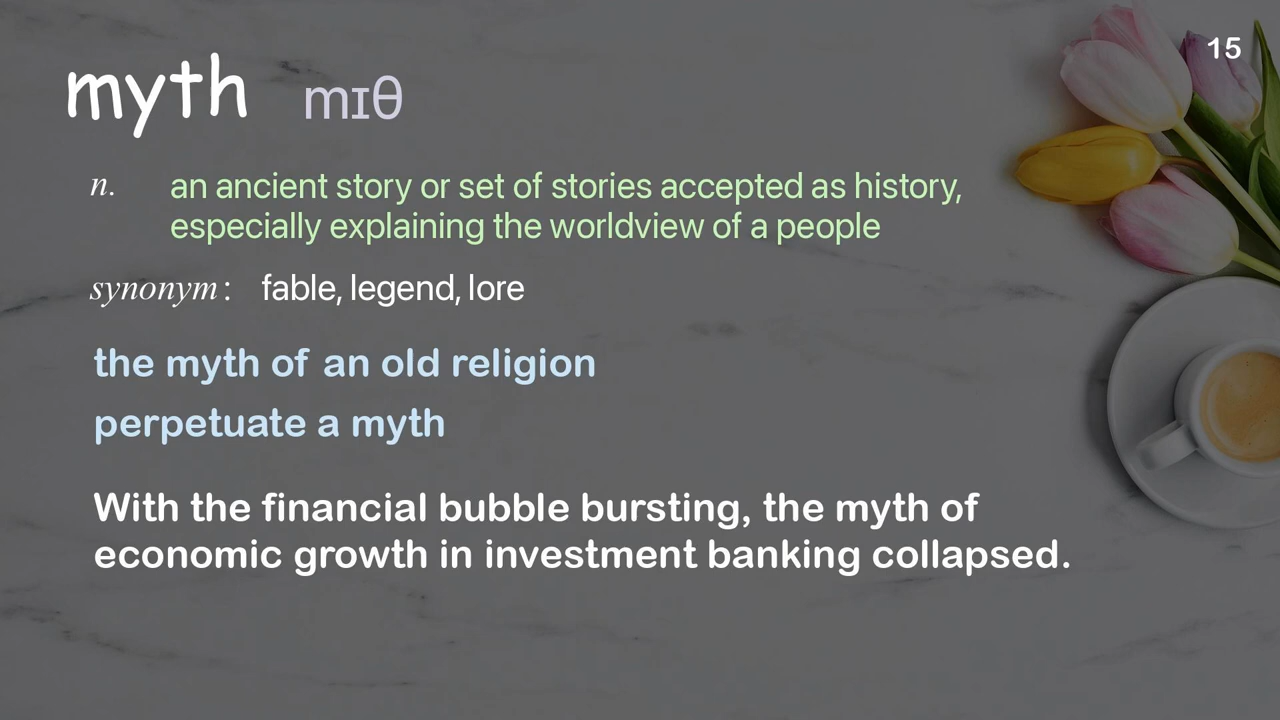 15
myth mɪθ
n. an ancient story or set of stories accepted as history,
especially explaining the worldview of a people
synonym: fable, legend, lore
the myth of an old religion
perpetuate a myth
With the financial bubble bursting, the myth of
economic growth in investment banking collapsed.